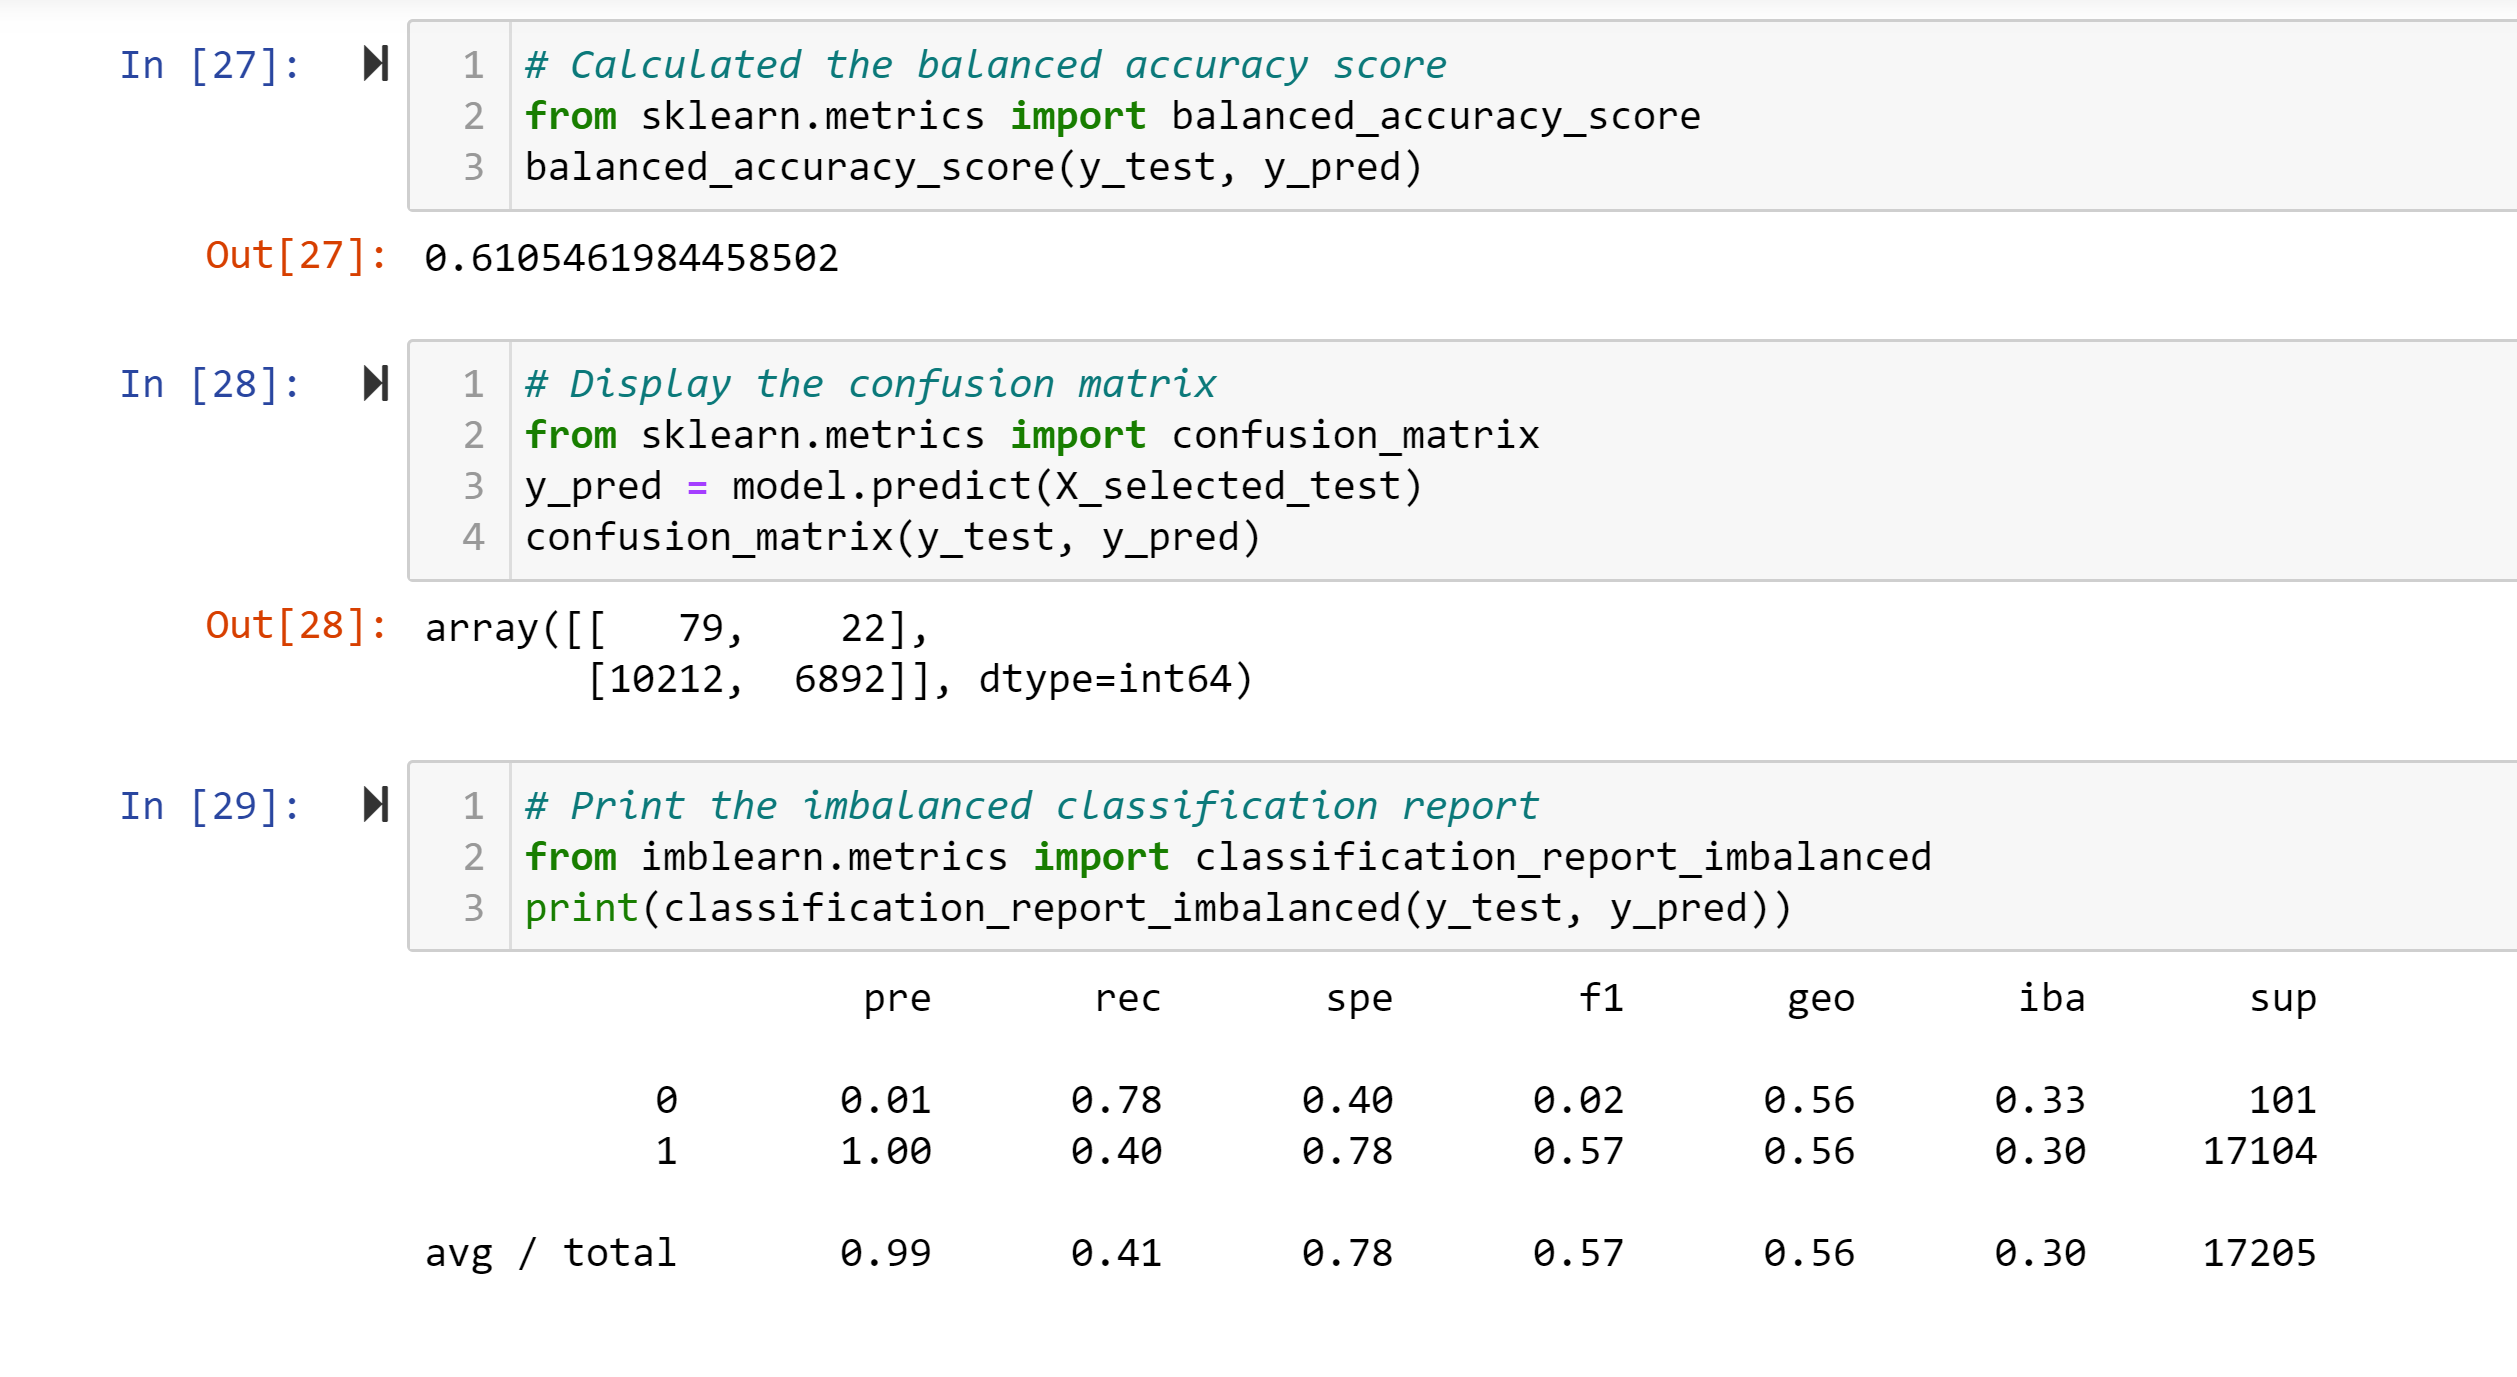 In [27]:
1 # Calculated the balanced accuracy score
2 from sklearn.metrics import balanced_accuracy_score
3 balanced_accuracy_score(y_test, y_pred)
Out[27]: 0.6105461984458502
In [28]:
1 # Display the confusion matrix
2 from sklearn.metrics import confusion_matrix
3 y_pred = model.predict(X_selected_test)
4 confusion_matrix(y_test, y_pred)
Out[28]: array([[   79,    22],
       [10212,  6892]], dtype=int64)
In [29]:
1 # Print the imbalanced classification report
2 from imblearn.metrics import classification_report_imbalanced
3 print(classification_report_imbalanced(y_test, y_pred))
pre rec spe f1 geo iba sup
0 0.01 0.78 0.40 0.02 0.56 0.33 101
1 1.00 0.40 0.78 0.57 0.56 0.30 17104
avg / total 0.99 0.41 0.78 0.57 0.56 0.30 17205